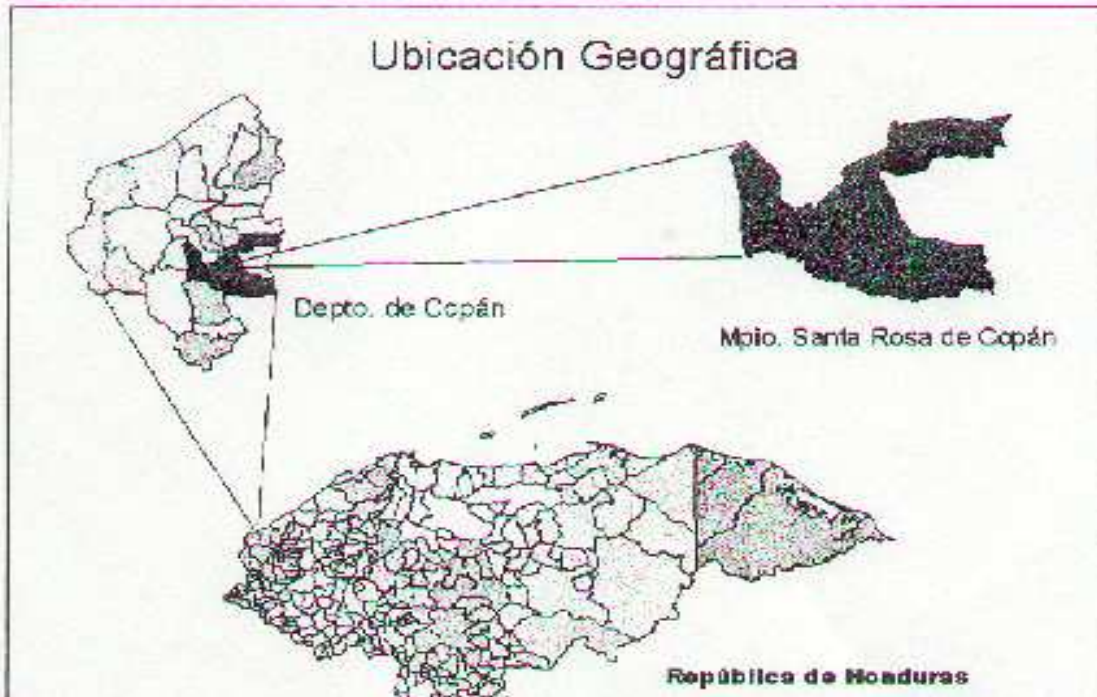 Ubicación Geográfica
Depto. de Copán
Mpio. Santa Rosa de Copán
República de Honduras